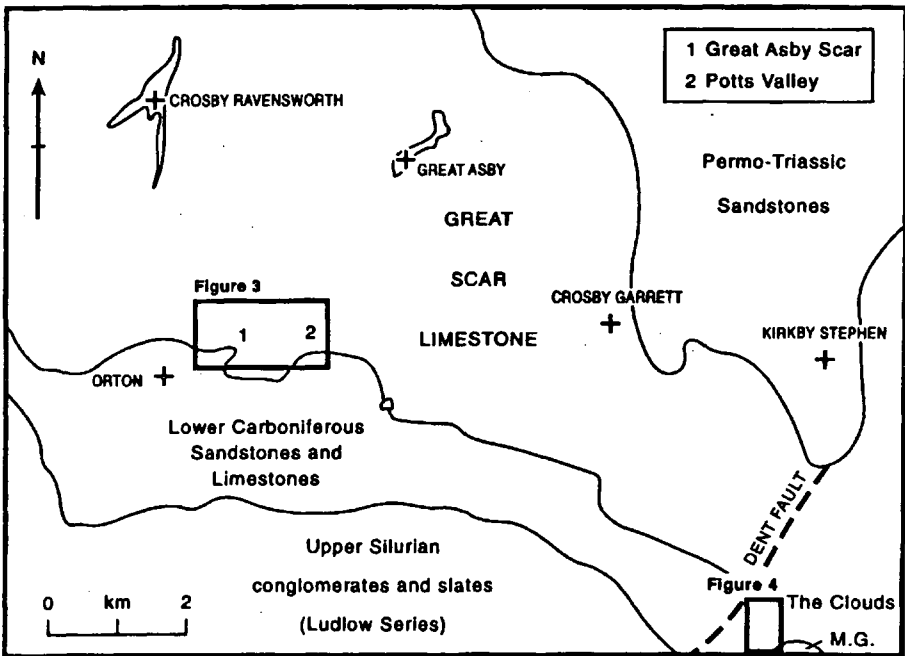 N
1 Great Asby Scar
2 Potts Valley
CROSBY RAVENSWORTH
GREAT ASBY
Permo-Triassic
Sandstones
GREAT
SCAR
LIMESTONE
Figure 3
1 2
CROSBY GARRETT
KIRKBY STEPHEN
ORTON
Lower Carboniferous
Sandstones and
Limestones
DENT FAULT
Upper Silurian
conglomerates and slates
(Ludlow Series)
0 km 2
Figure 4
The Clouds
M.G.